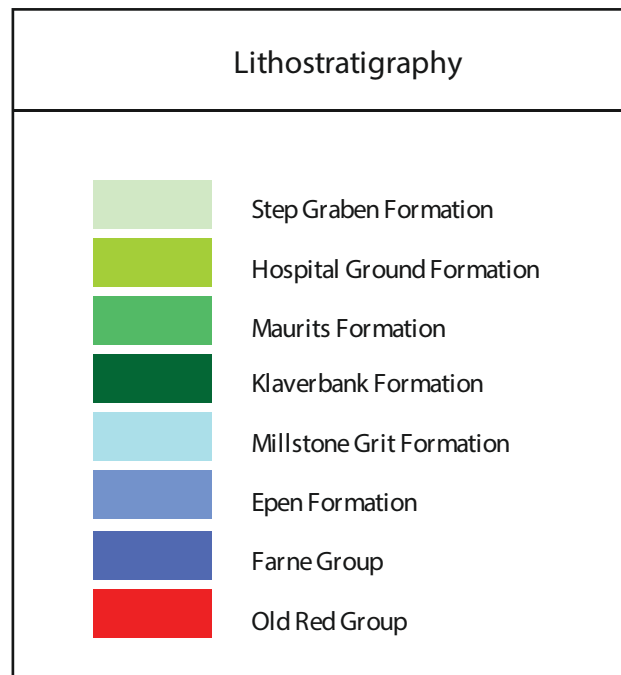 Lithostratigraphy
Step Graben Formation
Hospital Ground Formation
Maurits Formation
Klaverbank Formation
Millstone Grit Formation
Epen Formation
Farne Group
Old Red Group